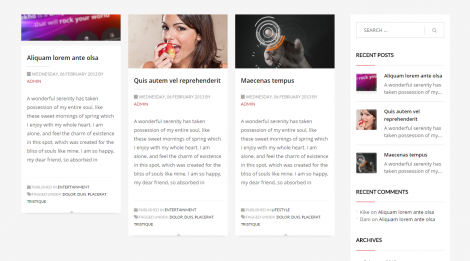 that will rock your world
Aliquam lorem ante olsa
WEDNESDAY, 06 FEBRUARY 2013 BY
ADMIN
A wonderful serenity has taken
possession of my entire soul, like
these sweet mornings of spring which
I enjoy with my whole heart. I am
alone, and feel the charm of existence
in this spot, which was created for the
bliss of souls like mine. I am so happy,
my dear friend, so absorbed in
PUBLISHED IN ENTERTAINMENT
TAGGED UNDER: DOLOR, DUIS, PLACERAT,
TRISTIQUE
Quis autem vel reprehenderit
WEDNESDAY, 06 FEBRUARY 2013 BY
ADMIN
A wonderful serenity has taken
possession of my entire soul, like
these sweet mornings of spring which
I enjoy with my whole heart. I am
alone, and feel the charm of existence
in this spot, which was created for the
bliss of souls like mine. I am so happy,
my dear friend, so absorbed in
PUBLISHED IN ENTERTAINMENT
TAGGED UNDER: DOLOR, DUIS, PLACERAT,
TRISTIQUE
Maecenas tempus
WEDNESDAY, 06 FEBRUARY 2013 BY
ADMIN
A wonderful serenity has taken
possession of my entire soul, like
these sweet mornings of spring which
I enjoy with my whole heart. I am
alone, and feel the charm of existence
in this spot, which was created for the
bliss of souls like mine. I am so happy,
my dear friend, so absorbed in
PUBLISHED IN LIFESTYLE
TAGGED UNDER: DOLOR, DUIS, PLACERAT,
TRISTIQUE
SEARCH ...
RECENT POSTS
Aliquam lorem ante olsa
A wonderful serenity has
taken possession of my...
Quis autem vel
reprehenderit
A wonderful serenity has
taken possession of my...
Maecenas tempus
A wonderful serenity has
taken possession of my...
RECENT COMMENTS
Kike on Aliquam lorem ante olsa
Dani on Aliquam lorem ante olsa
ARCHIVES